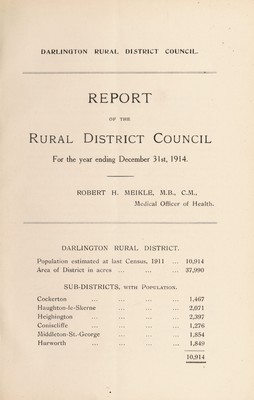 DARLINGTON RURAL DISTRICT COUNCIL.
REPORT
OF THE
RURAL DISTRICT COUNCIL
For the year ending December 31st, 1914.
ROBERT H. MEIKLE, M.B., C.M.,
Medical Officer of Health.
DARLINGTON RURAL DISTRICT.
Population estimated at last Census, 1911 ... 10,914
Area of District in acres ... ... ... 37,990
SUB-DISTRICTS, WITH POPULATION.
Cockerton ... ... ... ... 1,467
Haughton-le-Skerne ... ... ... 2,071
Heighington ... ... ... ... 2,397
Coniscliffe ... ... ... ... 1,276
Middleton-St.-George ... ... ... 1,854
Hurworth ... ... ... ... 1,849
10,914